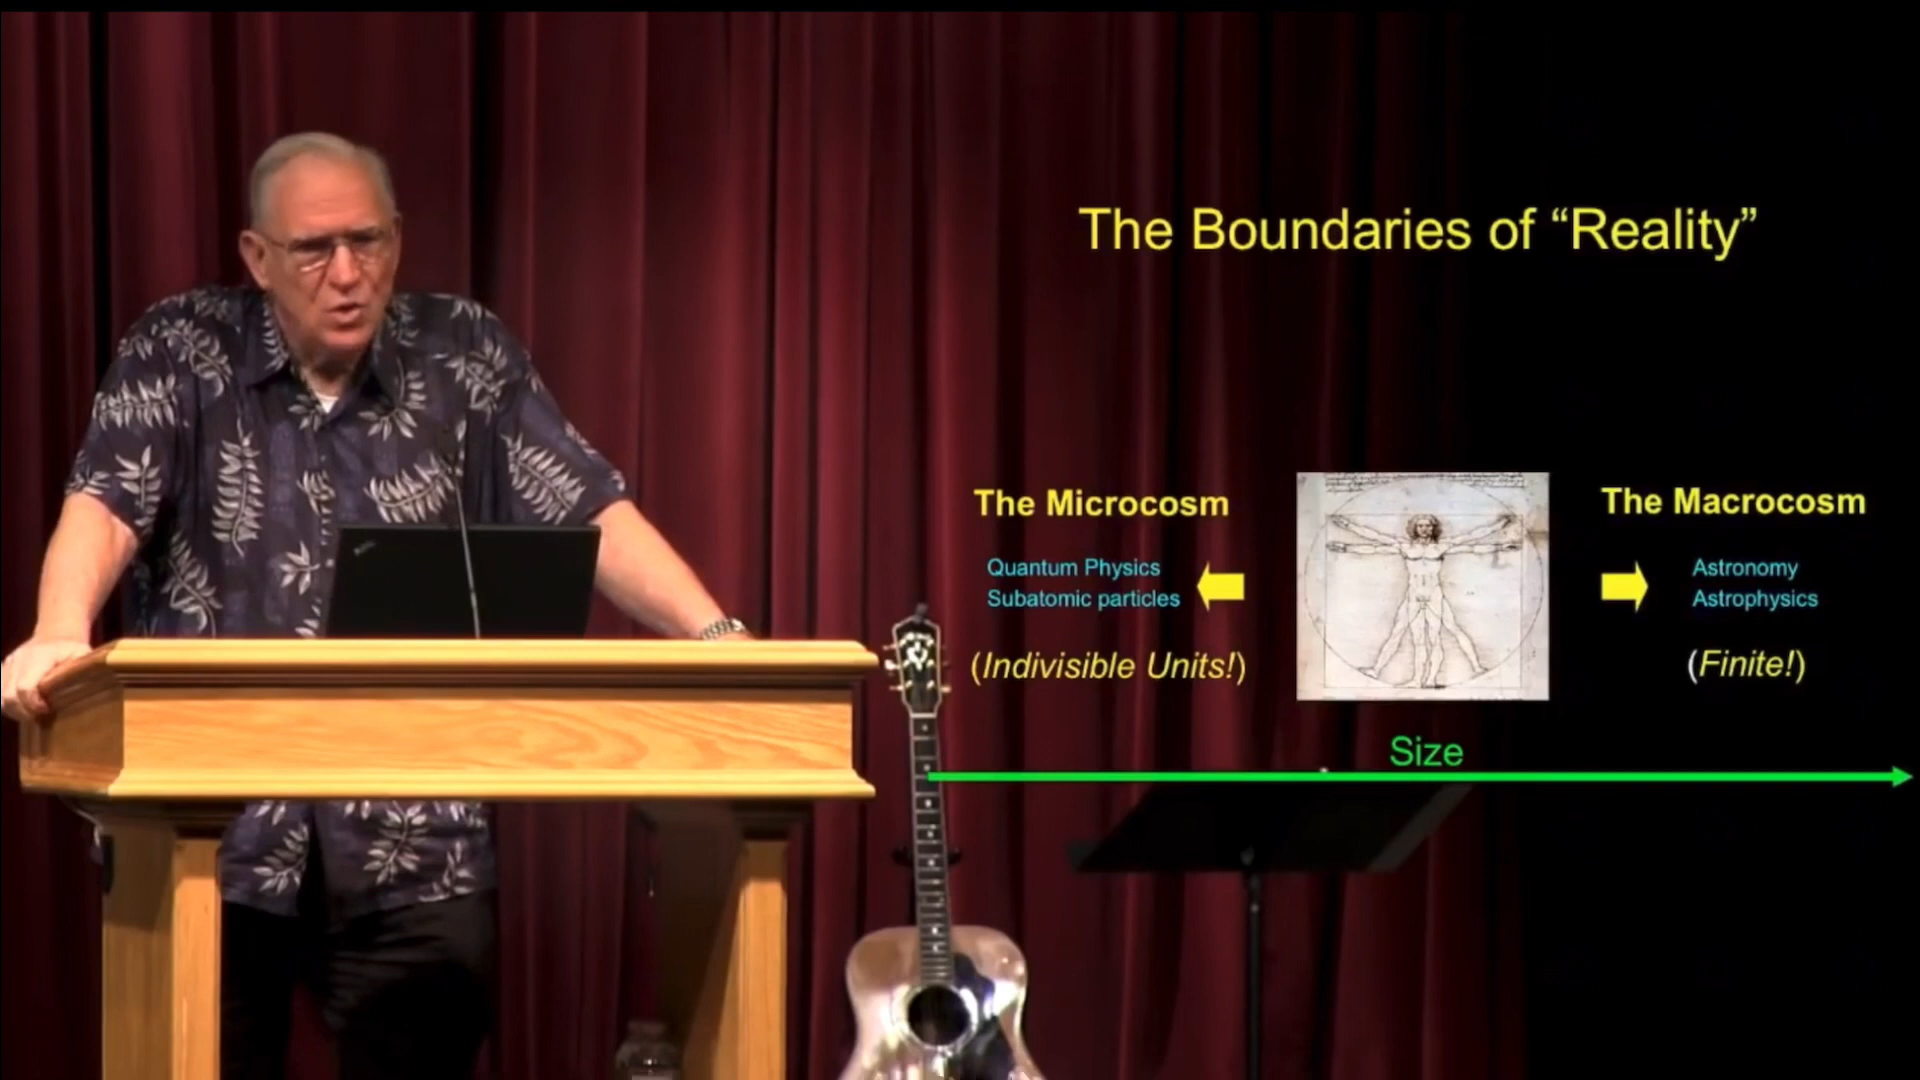 The Boundaries of “Reality”
The Microcosm
Quantum Physics
Subatomic particles
(Indivisible Units!)
The Macrocosm
Astronomy
Astrophysics
(Finite!)
Size